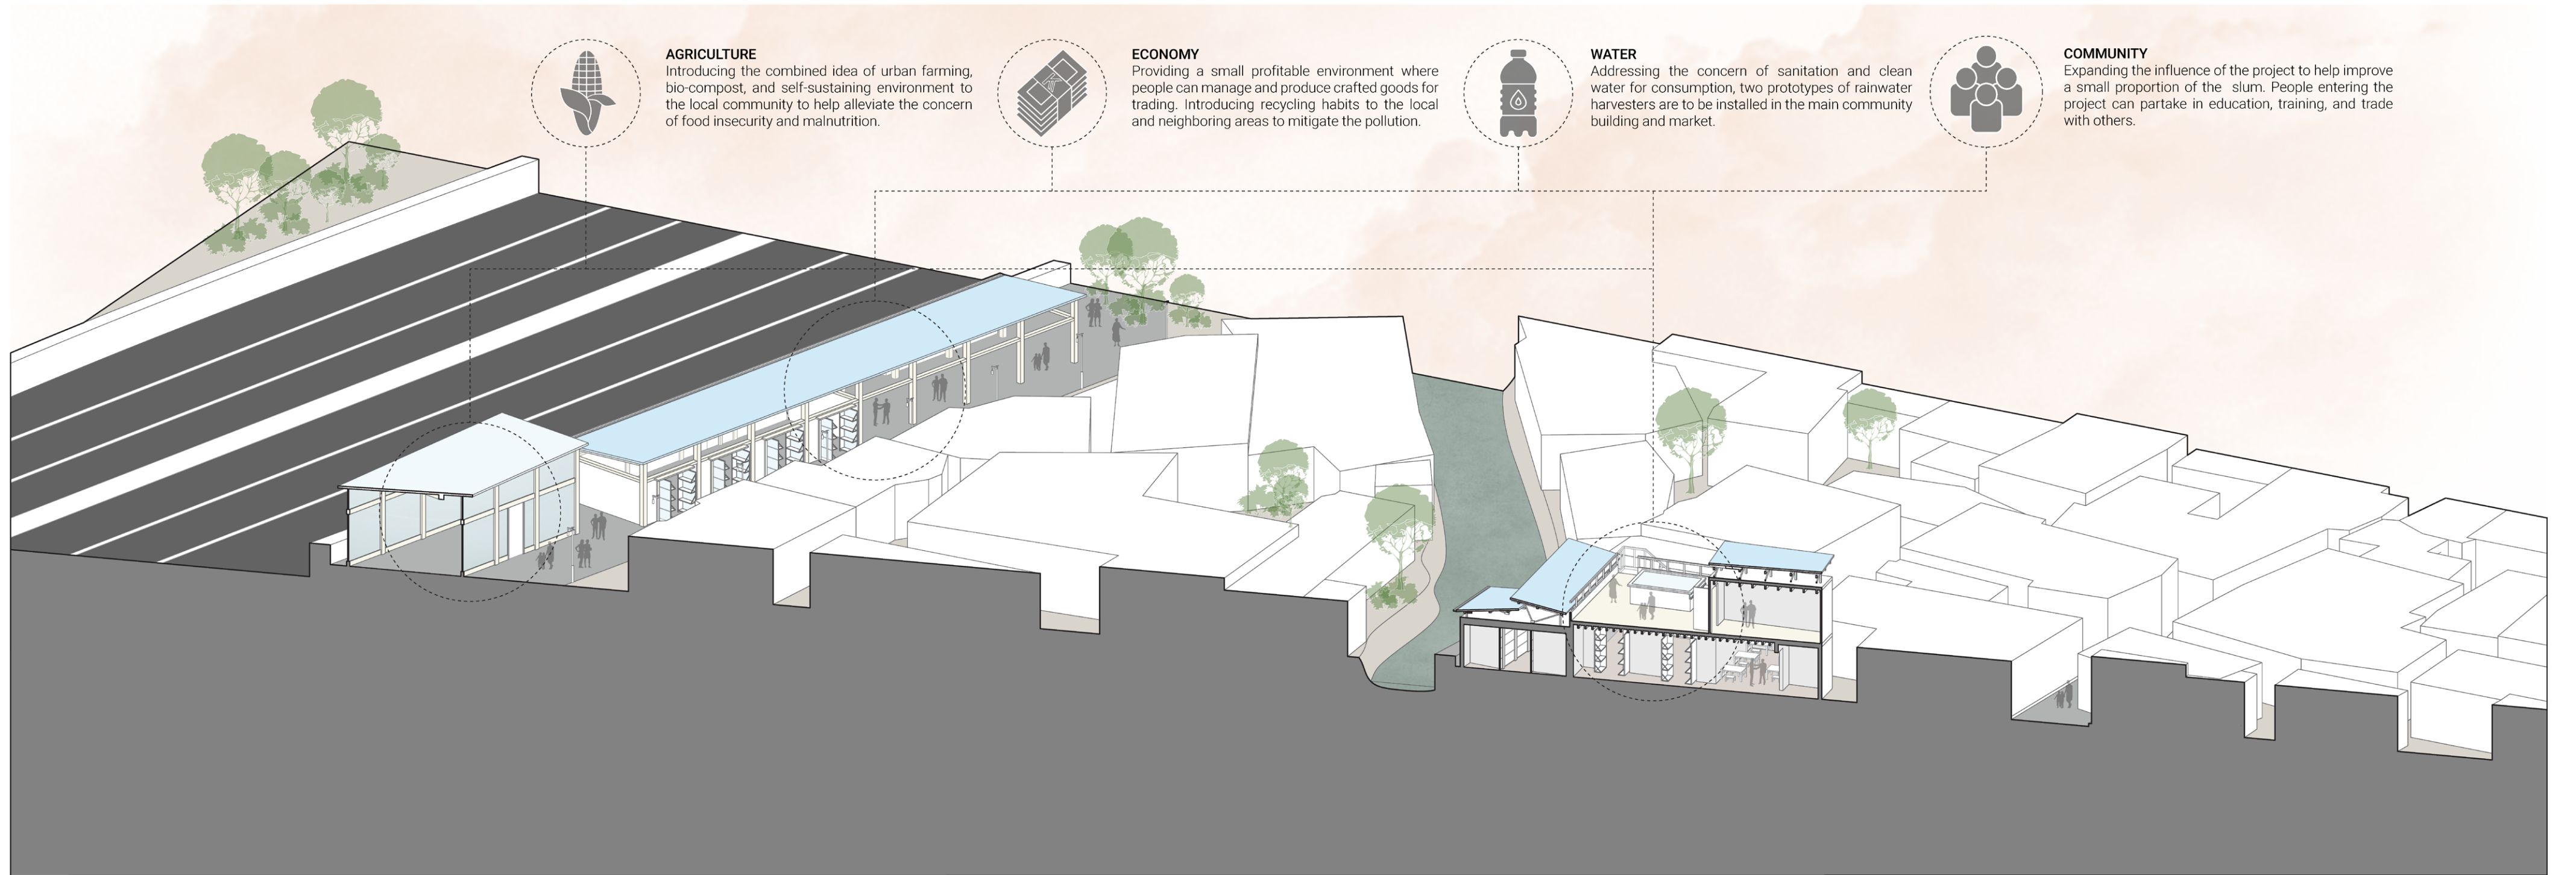 AGRICULTURE
Introducing the combined idea of urban farming,
bio-compost, and self-sustaining environment to
the local community to help alleviate the concern
of food insecurity and malnutrition.
ECONOMY
Providing a small profitable environment where
people can manage and produce crafted goods for
trading. Introducing recycling habits to the local
and neighboring areas to mitigate the pollution.
WATER
Addressing the concern of sanitation and clean
water for consumption, two prototypes of rainwater
harvesters are to be installed in the main community
building and market.
COMMUNITY
Expanding the influence of the project to help improve
a small proportion of the slum. People entering the
project can partake in education, training, and trade
with others.